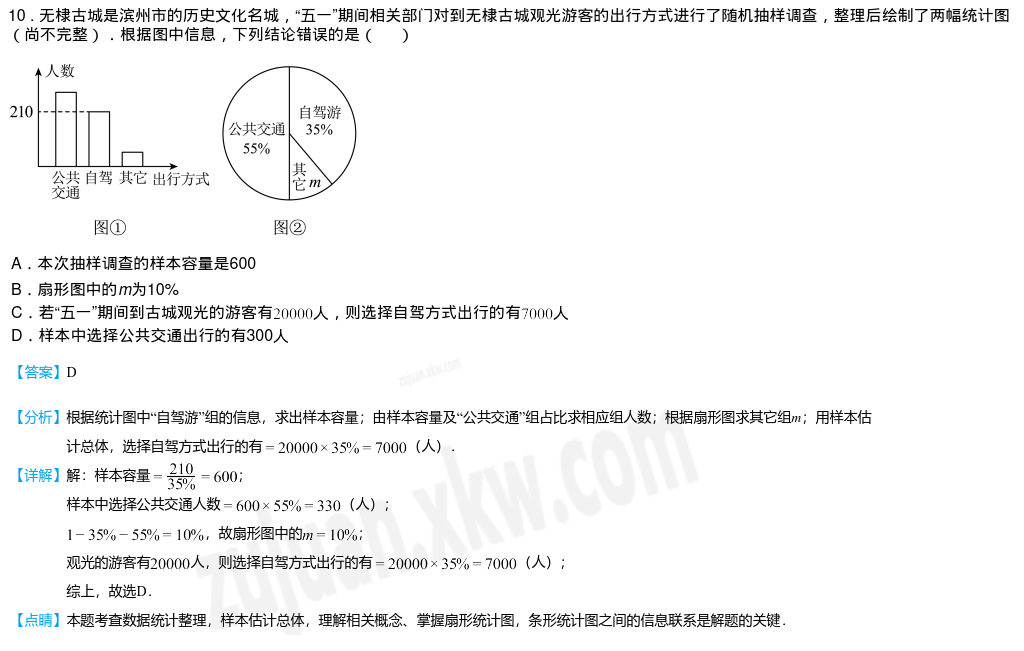 10．无棣古城是滨州市的历史文化名城，“五一”期间相关部门对到无棣古城观光游客的出行方式进行了随机抽样调查，整理后绘制了两幅统计图
（尚不完整）．根据图中信息，下列结论错误的是（　　）
人数
210
公共交通 自驾 其它 出行方式
图①
公共交通
55%
自驾游
35%
其它 m
图②
A．本次抽样调查的样本容量是600
B．扇形图中的m为10%
C．若“五一”期间到古城观光的游客有20000人，则选择自驾方式出行的有7000人
D．样本中选择公共交通出行的有300人
【答案】D
【分析】根据统计图中“自驾游”组的信息，求出样本容量；由样本容量及“公共交通”组占比求相应组人数；根据扇形图求其它组m；用样本估
计总体，选择自驾方式出行的有＝20000×35%＝7000（人）．
【详解】解：样本容量＝210/35%＝600；
样本中选择公共交通人数＝600×55%＝330（人）；
1－35%－55%＝10%，故扇形图中的m＝10%；
观光的游客有20000人，则选择自驾方式出行的有＝20000×35%＝7000（人）；
综上，故选D．
【点睛】本题考查数据统计整理，样本估计总体，理解相关概念、掌握扇形统计图，条形统计图之间的信息联系是解题的关键．
zujuan.xkw.com
zujuan.xkw.com